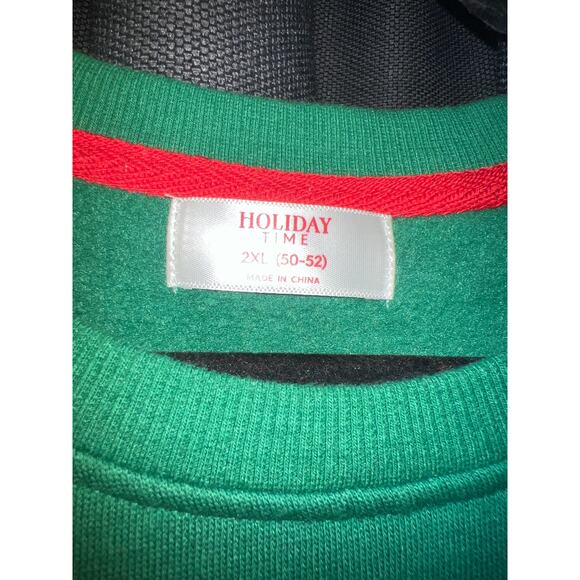 HOLIDAY
TIME
2XL (50-52)
MADE IN CHINA